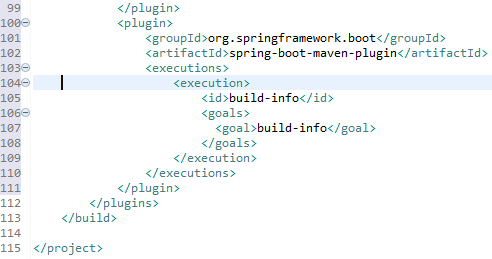 99 </plugin>
100 <plugin>
101 <groupId>org.springframework.boot</groupId>
102 <artifactId>spring-boot-maven-plugin</artifactId>
103 <executions>
104 <execution>
105 <id>build-info</id>
106 <goals>
107 <goal>build-info</goal>
108 </goals>
109 </execution>
110 </executions>
111 </plugin>
112 </plugins>
113 </build>
114
115 </project>